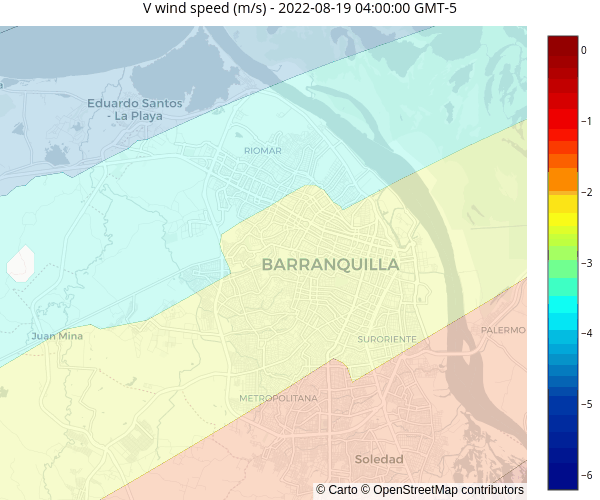 V wind speed (m/s) - 2022-08-19 04:00:00 GMT-5
Eduardo Santos
- La Playa
RIOMAR
BARRANQUILLA
Juan Mina
SURORIENTE
PALERMO
METROPOLITANA
Soledad
© Carto © OpenStreetMap contributors
0
−1
−2
−3
−4
−5
−6